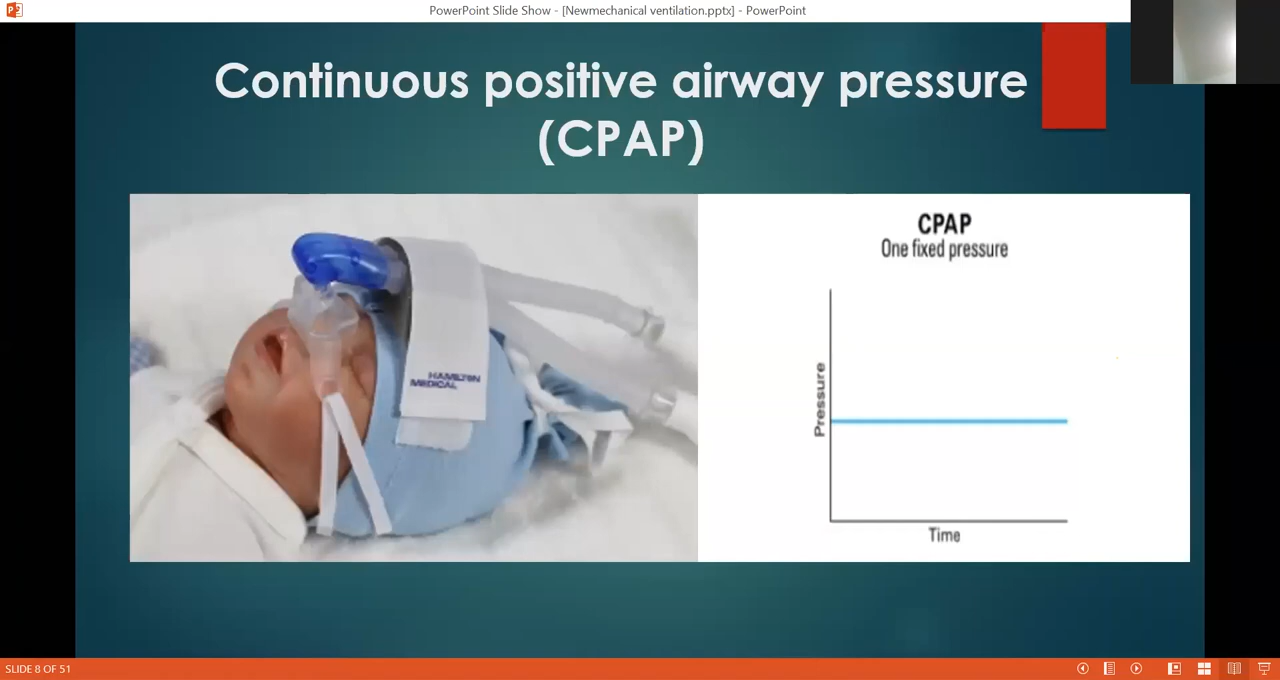 PowerPoint Slide Show - [Newmechanical ventilation.pptx] - PowerPoint
Continuous positive airway pressure
(CPAP)
HAMILTON
MEDICAL
CPAP
One fixed pressure
Pressure
Time
SLIDE 8 OF 51